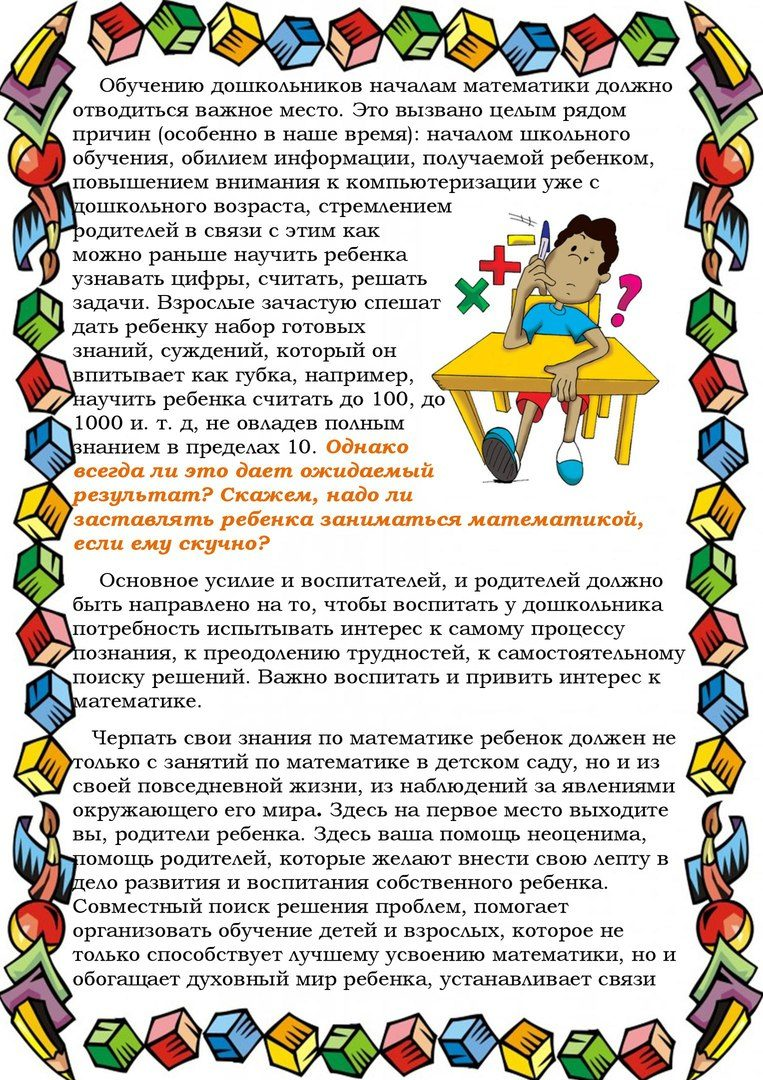 Обучению дошкольников началам математики должно
отводиться важное место. Это вызвано целым рядом
причин (особенно в наше время): началом школьного
обучения, обилием информации, получаемой ребенком,
повышением внимания к компьютеризации уже с
дошкольного возраста, стремлением
родителей в связи с этим как
можно раньше научить ребенка
узнавать цифры, считать, решать
задачи. Взрослые зачастую спешат
дать ребенку набор готовых
знаний, суждений, который он
впитывает как губка, например,
научить ребенка считать до 100, до
1000 и. т. д, не овладев полным
знанием в пределах 10. Однако
всегда ли это дает ожидаемый
результат? Скажем, надо ли
заставлять ребенка заниматься математикой,
если ему скучно?
Основное усилие и воспитателей, и родителей должно
быть направлено на то, чтобы воспитать у дошкольника
потребность испытывать интерес к самому процессу
познания, к преодолению трудностей, к самостоятельному
поиску решений. Важно воспитать и привить интерес к
математике.
Черпать свои знания по математике ребенок должен не
только с занятий по математике в детском саду, но и из
своей повседневной жизни, из наблюдений за явлениями
окружающего его мира. Здесь на первое место выходите
вы, родители ребенка. Здесь ваша помощь неоценима,
помощь родителей, которые желают внести свою лепту в
дело развития и воспитания собственного ребенка.
Совместный поиск решения проблем, помогает
организовать обучение детей и взрослых, которое не
только способствует лучшему усвоению математики, но и
обогащает духовный мир ребенка, устанавливает связи